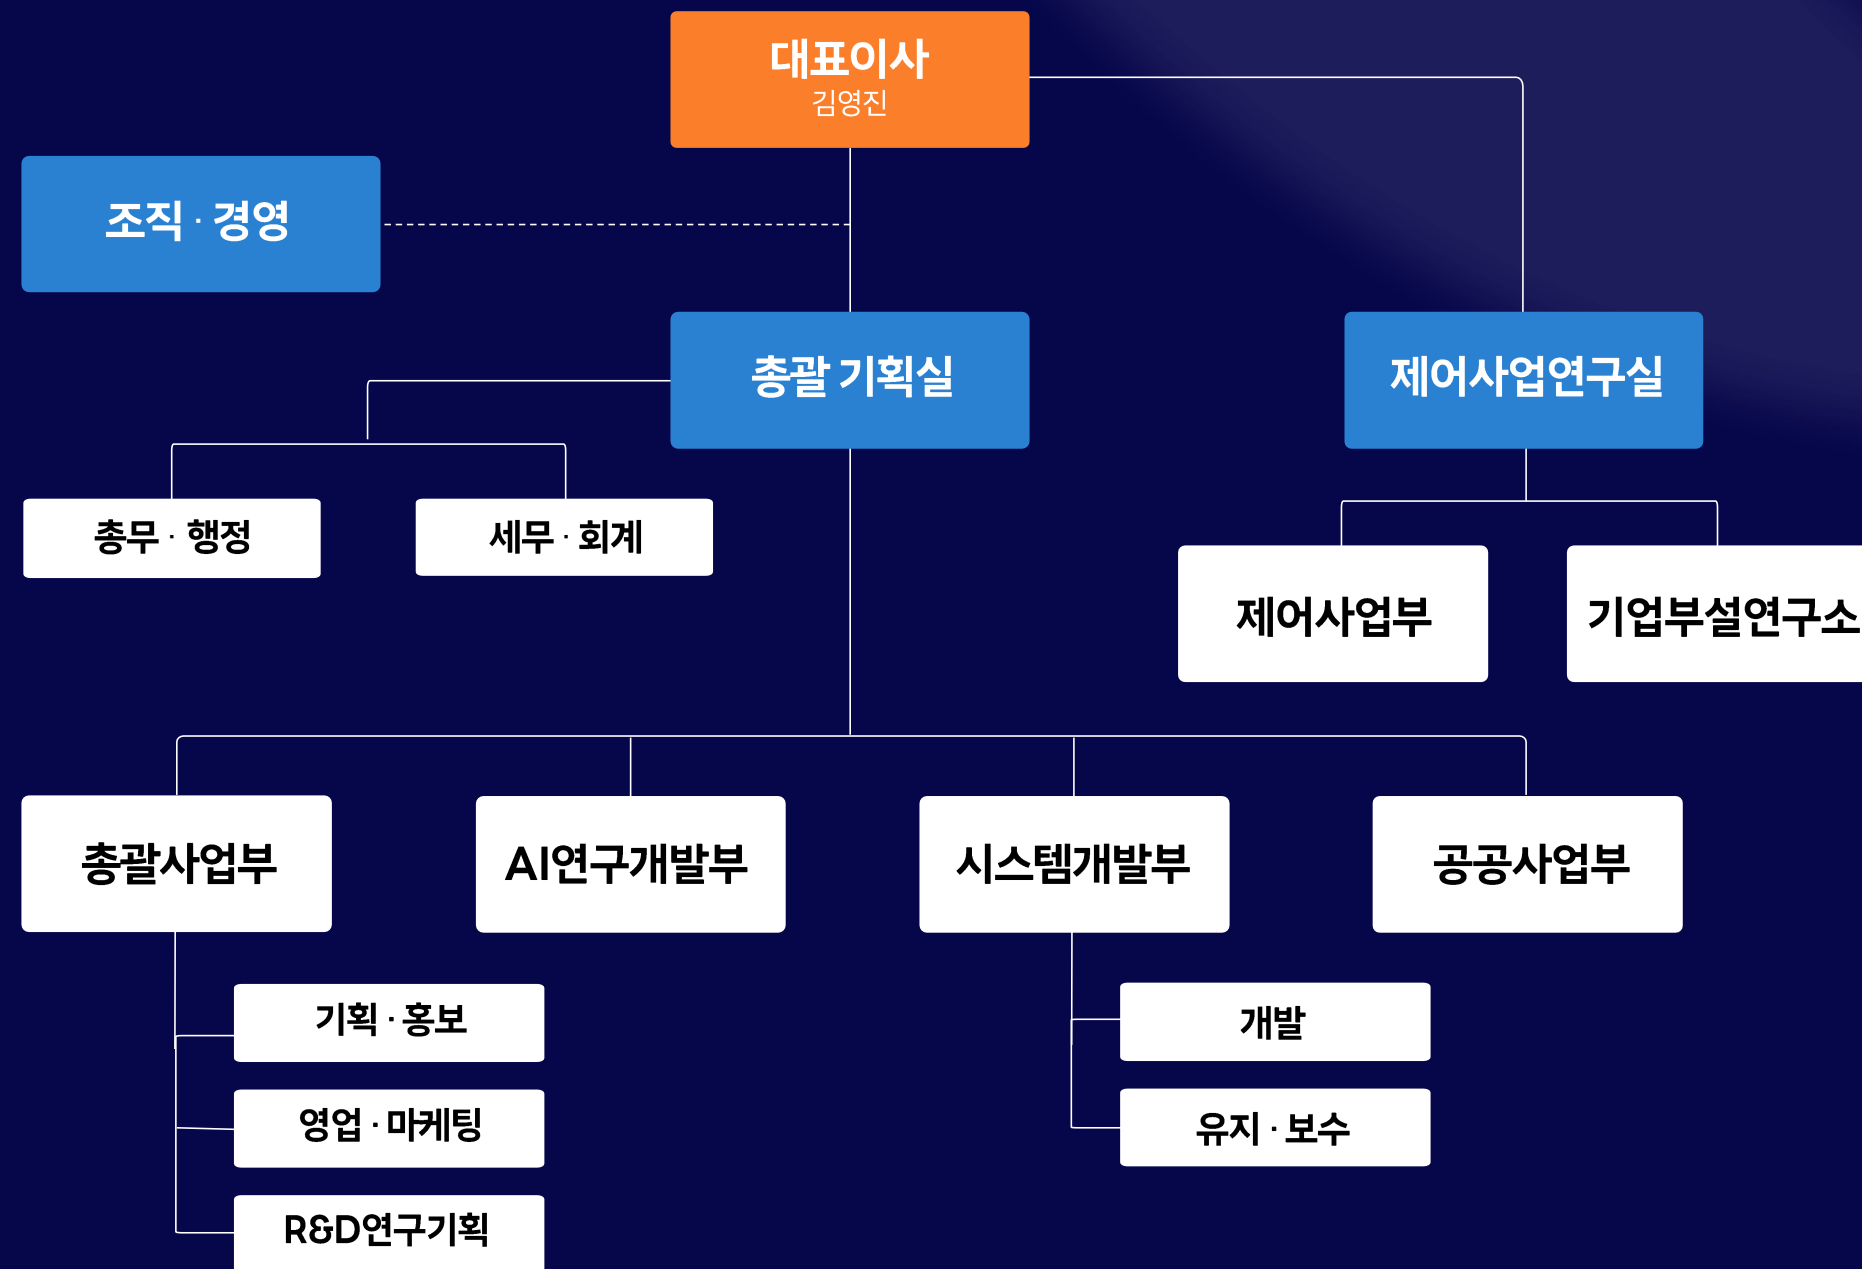 대표이사
김영진
조직 · 경영
총괄 기획실
제어사업연구실
총무 · 행정
세무 · 회계
제어사업부
기업부설연구소
총괄사업부
AI연구개발부
시스템개발부
공공사업부
기획 · 홍보
개발
영업 · 마케팅
유지 · 보수
R&D연구기획